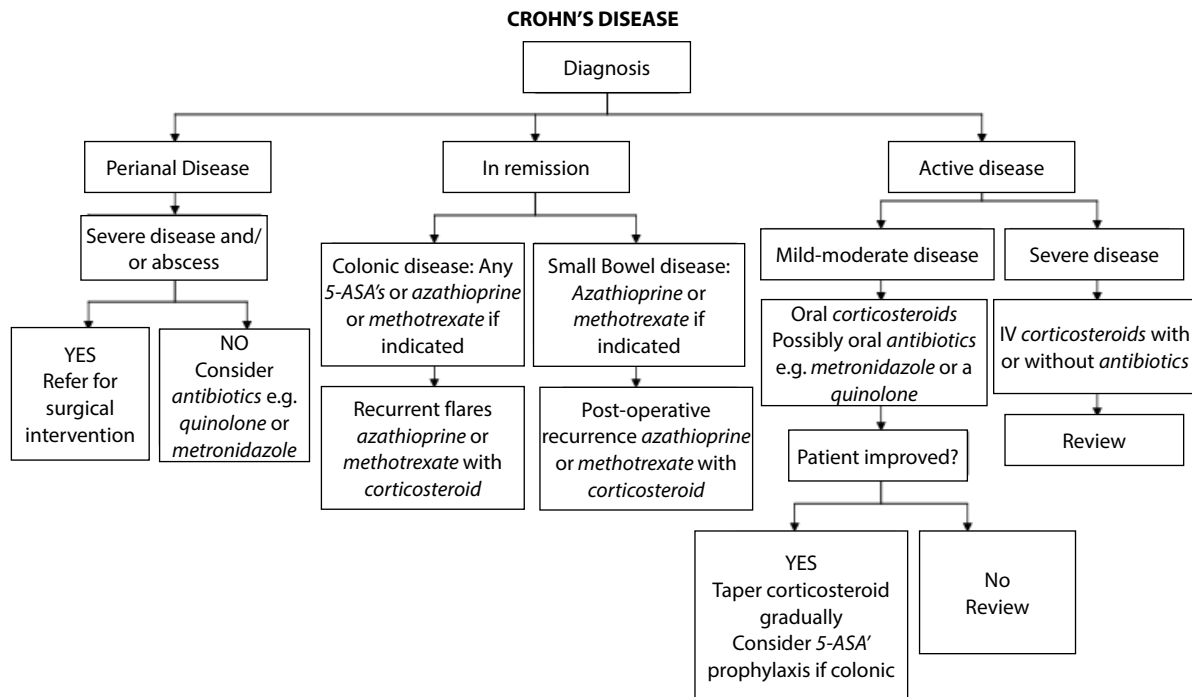 CROHN'S DISEASE
Diagnosis
Perianal Disease
In remission
Active disease
Severe disease and/
or abscess
Colonic disease: Any
5-ASA's or azathioprine
or methotrexate if
indicated
Small Bowel disease:
Azathioprine or
methotrexate if
indicated
Mild-moderate disease
Severe disease
YES
Refer for
surgical
intervention
NO
Consider
antibiotics e.g.
quinolone or
metronidazole
Recurrent flares
azathioprine or
methotrexate with
corticosteroid
Post-operative
recurrence azathioprine
or methotrexate with
corticosteroid
Oral corticosteroids
Possibly oral antibiotics
e.g. metronidazole or a
quinolone
IV corticosteroids with
or without antibiotics
Patient improved?
Review
YES
Taper corticosteroid
gradually
Consider 5-ASA'
prophylaxis if colonic
No
Review